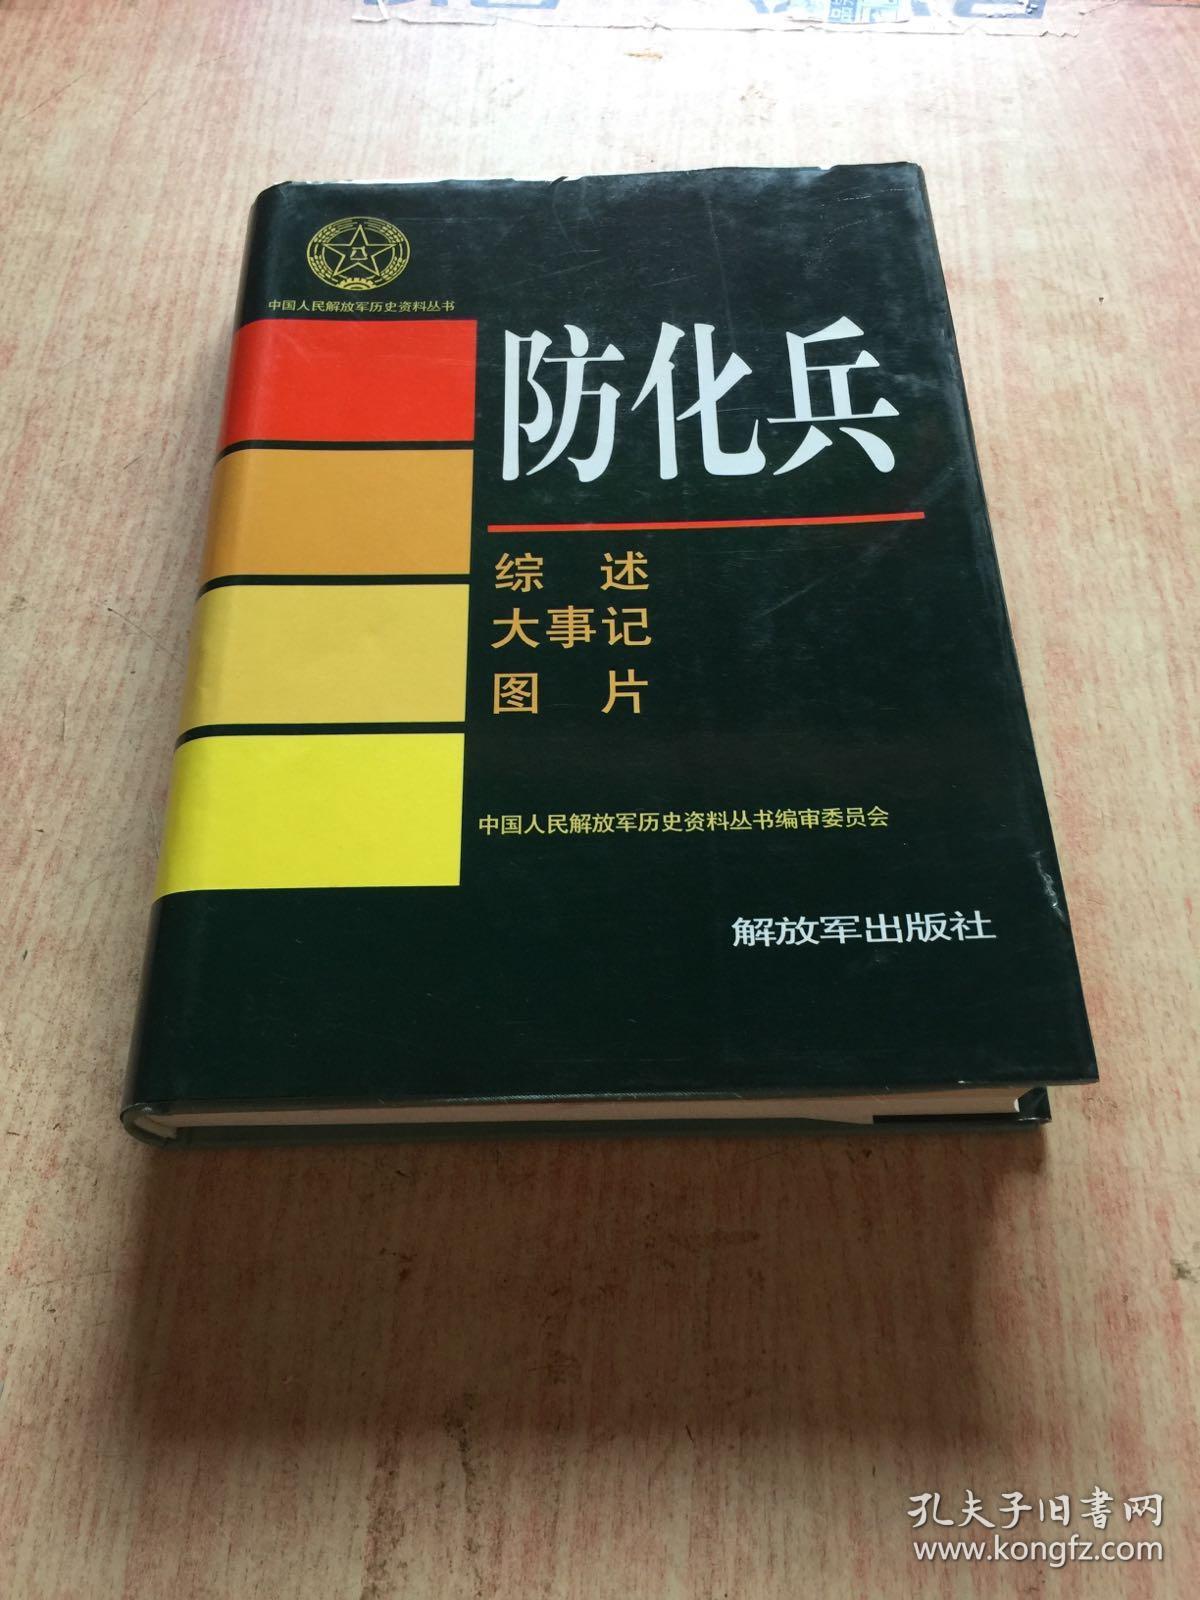 中国人民解放军历史资料丛书
防化兵
综 述
大事记
图 片
中国人民解放军历史资料丛书编审委员会
解放军出版社
孔夫子旧書网
www.kongfz.com